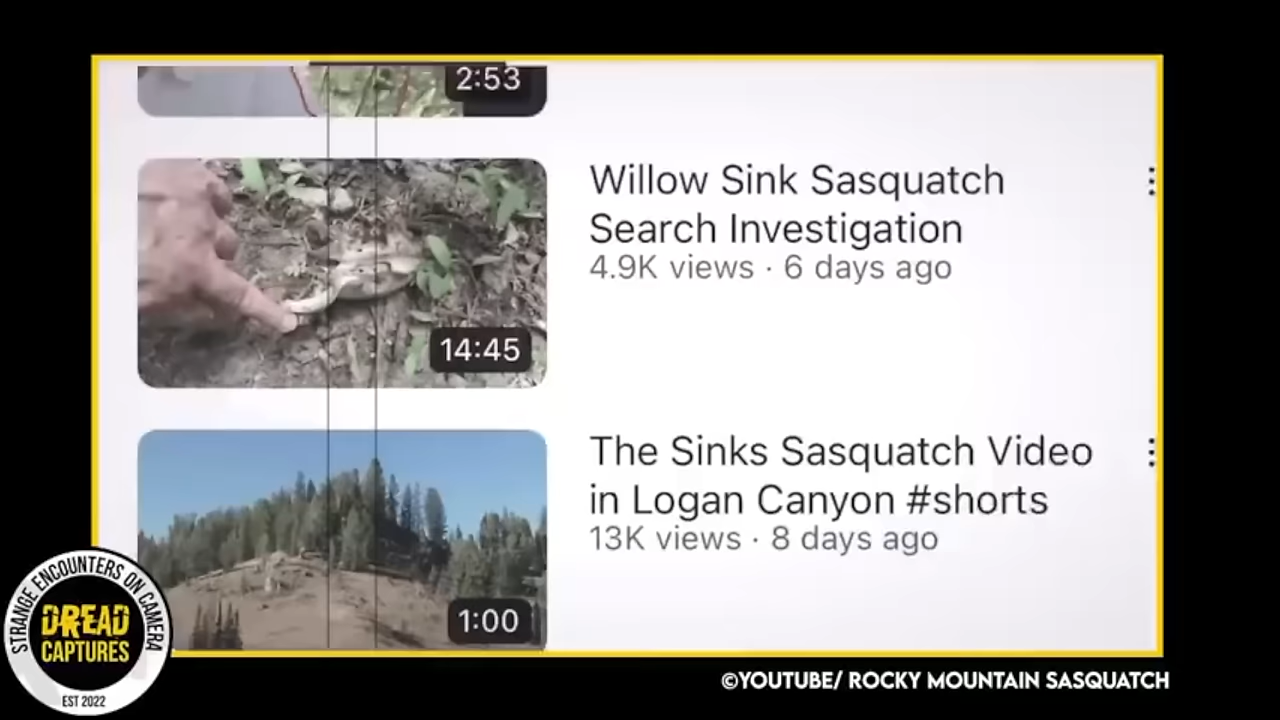 2:53
Willow Sink Sasquatch
Search Investigation
4.9K views · 6 days ago
14:45
The Sinks Sasquatch Video
in Logan Canyon #shorts
13K views · 8 days ago
1:00
STRANGE ENCOUNTERS ON CAMERA
DREAD
CAPTURES
EST 2022
©YOUTUBE/ ROCKY MOUNTAIN SASQUATCH